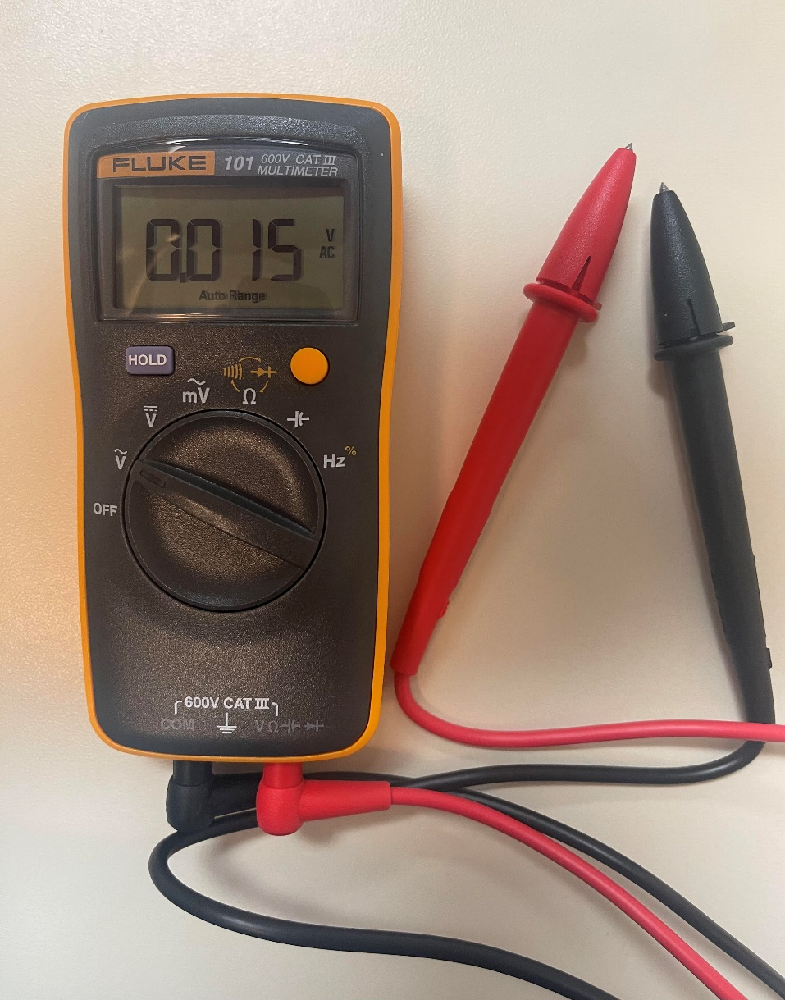 FLUKE 101 600V CAT III
MULTIMETER
0.015 V
AC
Auto Range
HOLD
mV
Ω
V
Hz%
V
OFF
600V CAT III
COM VΩ